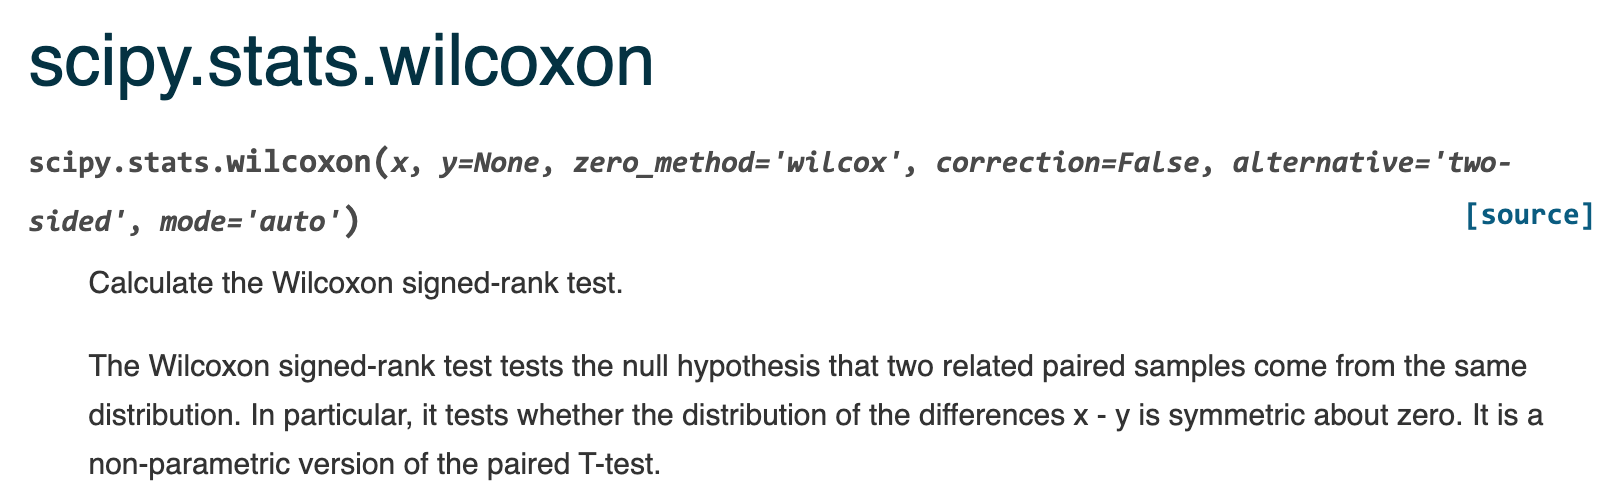 scipy.stats.wilcoxon
scipy.stats.wilcoxon(x, y=None, zero_method='wilcox', correction=False, alternative='two-
sided', mode='auto')
[source]
Calculate the Wilcoxon signed-rank test.
The Wilcoxon signed-rank test tests the null hypothesis that two related paired samples come from the same
distribution. In particular, it tests whether the distribution of the differences x - y is symmetric about zero. It is a
non-parametric version of the paired T-test.